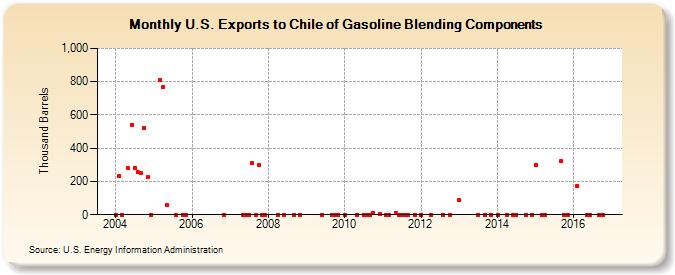 Monthly U.S. Exports to Chile of Gasoline Blending Components
Thousand Barrels
1,000
800
600
400
200
0
2004 2006 2008 2010 2012 2014 2016
Source: U.S. Energy Information Administration